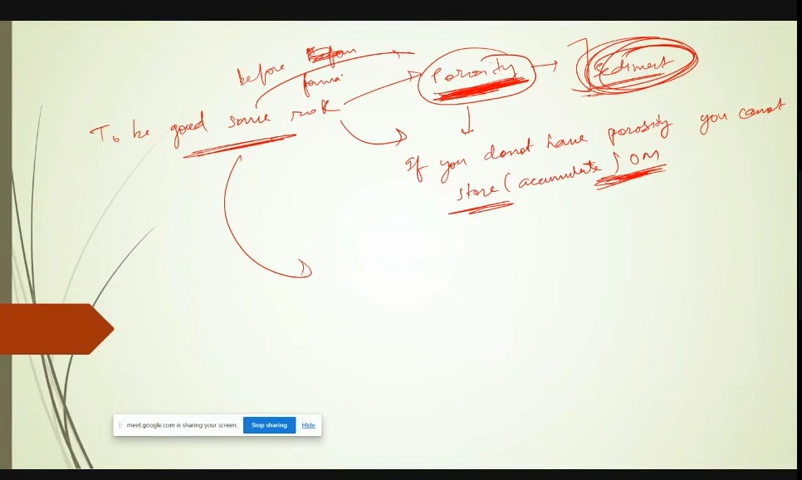 before
forms
Porosity
Sediment
To be good source rock
If you donot have porosity you canot
store (accumulate) OM
meet.google.com is sharing your screen.
Stop sharing
Hide